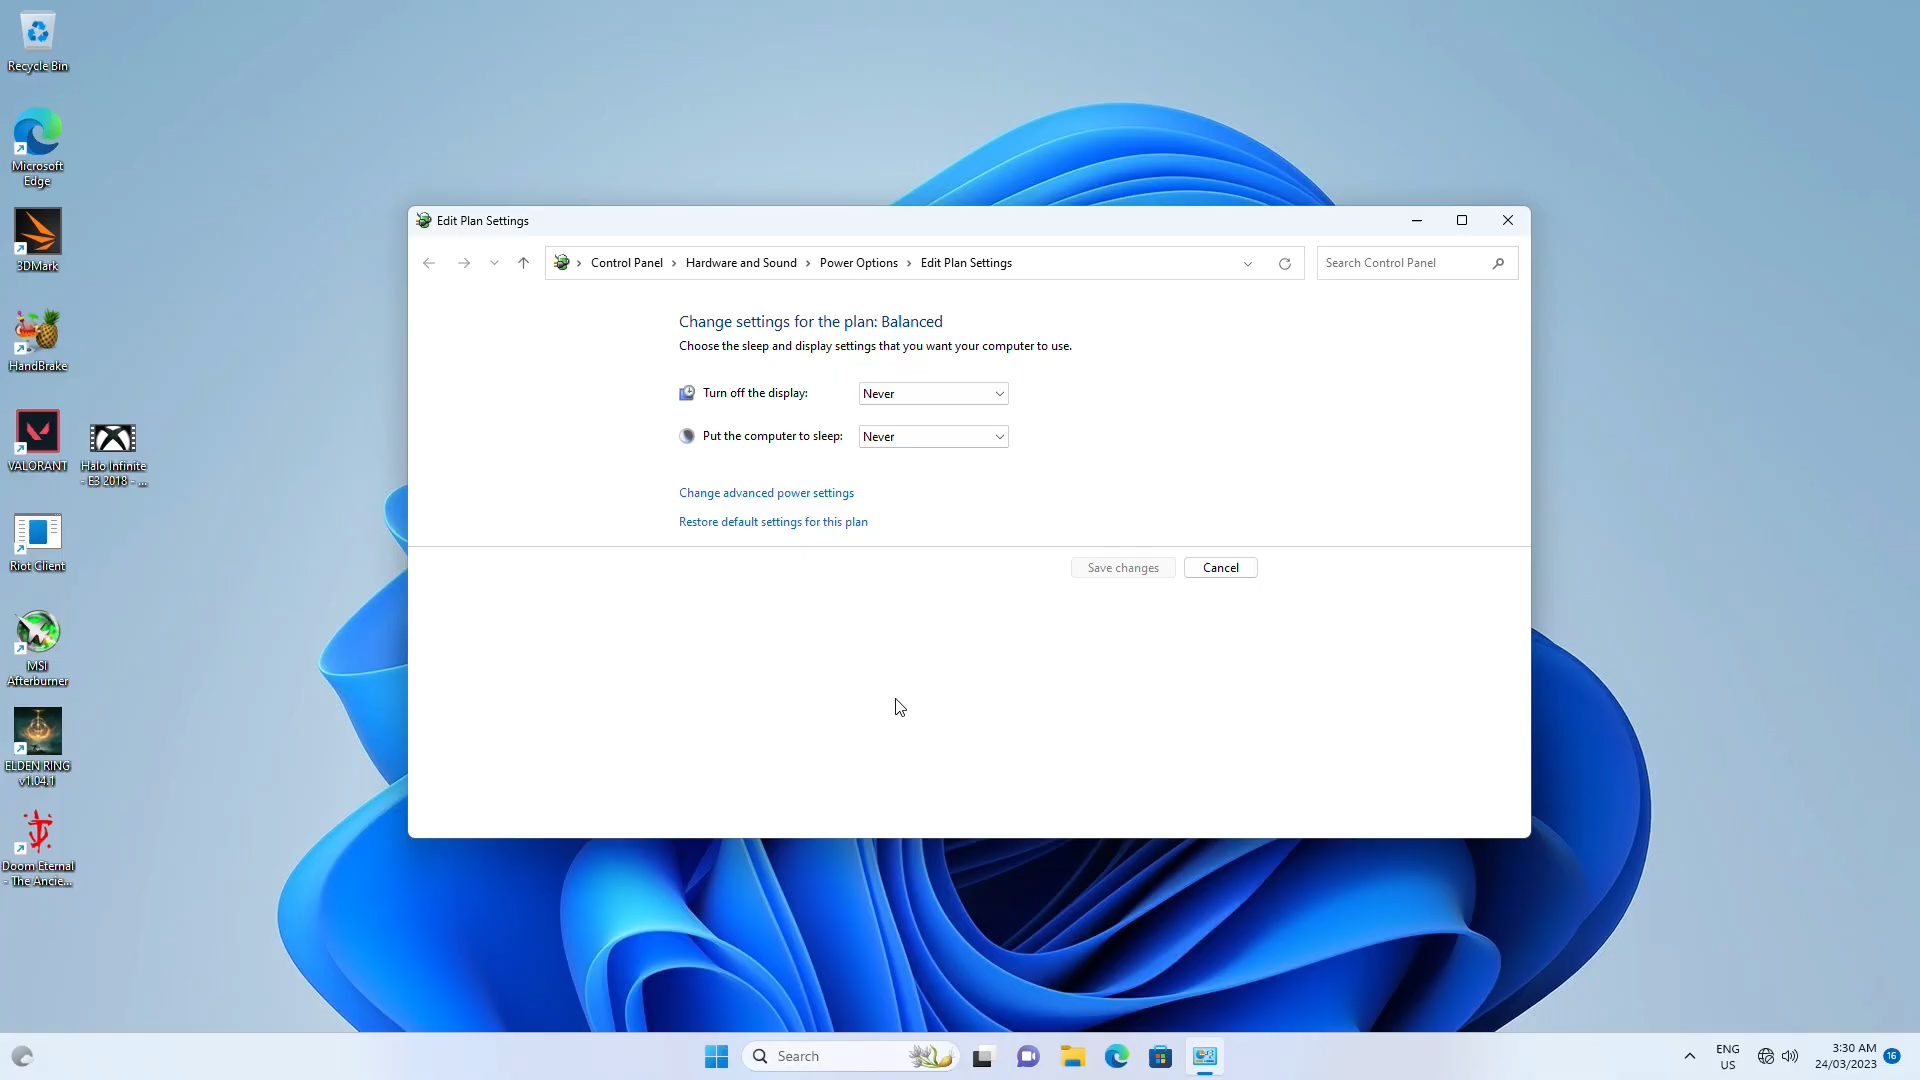 Recycle Bin
Microsoft
Edge
3DMark
HandBrake
VALORANT
Halo Infinite
- E3 2018 - ...
Riot Client
MSI
Afterburner
ELDEN RING
v1.04.1
Doom Eternal
- The Ancie...
Edit Plan Settings
Control Panel > Hardware and Sound > Power Options > Edit Plan Settings
Search Control Panel
Change settings for the plan: Balanced
Choose the sleep and display settings that you want your computer to use.
Turn off the display: Never
Put the computer to sleep: Never
Change advanced power settings
Restore default settings for this plan
Save changes Cancel
Search
ENG
US
3:30 AM
24/03/2023
16